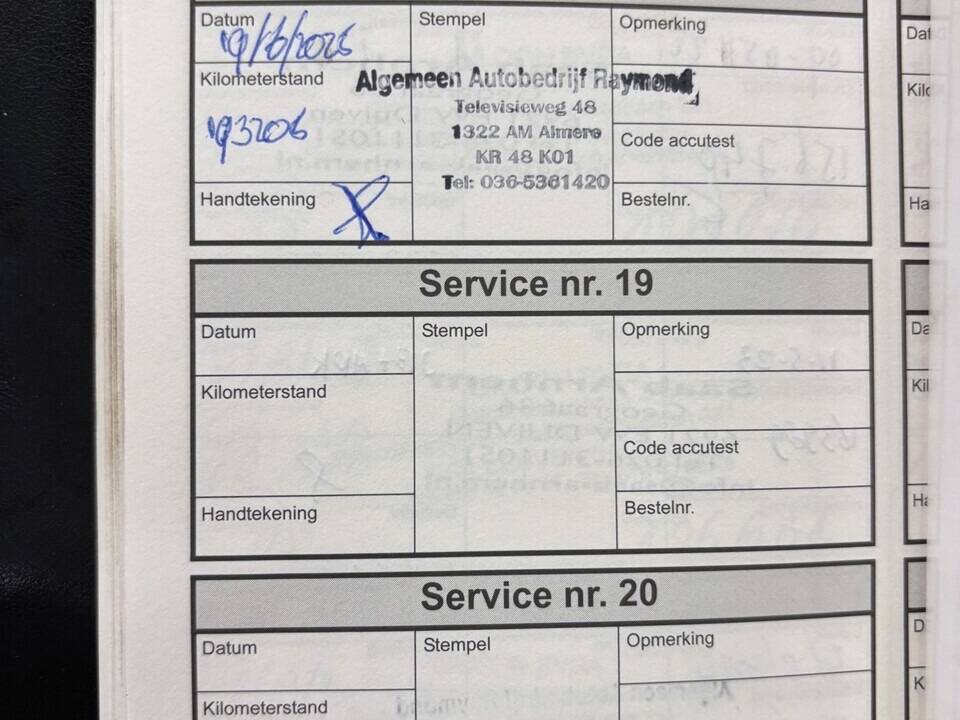 Datum 19/6/2026
Stempel
Opmerking
Kilometerstand
193206
Algemeen Autobedrijf Raymond
Televisieweg 48
1322 AM Almere
KR 48 K01
Tel: 036-5361420
Code accutest
Handtekening
Bestelnr.
Service nr. 19
Datum
Stempel
Opmerking
Kilometerstand
Code accutest
Handtekening
Bestelnr.
Service nr. 20
Datum
Stempel
Opmerking
Kilometerstand